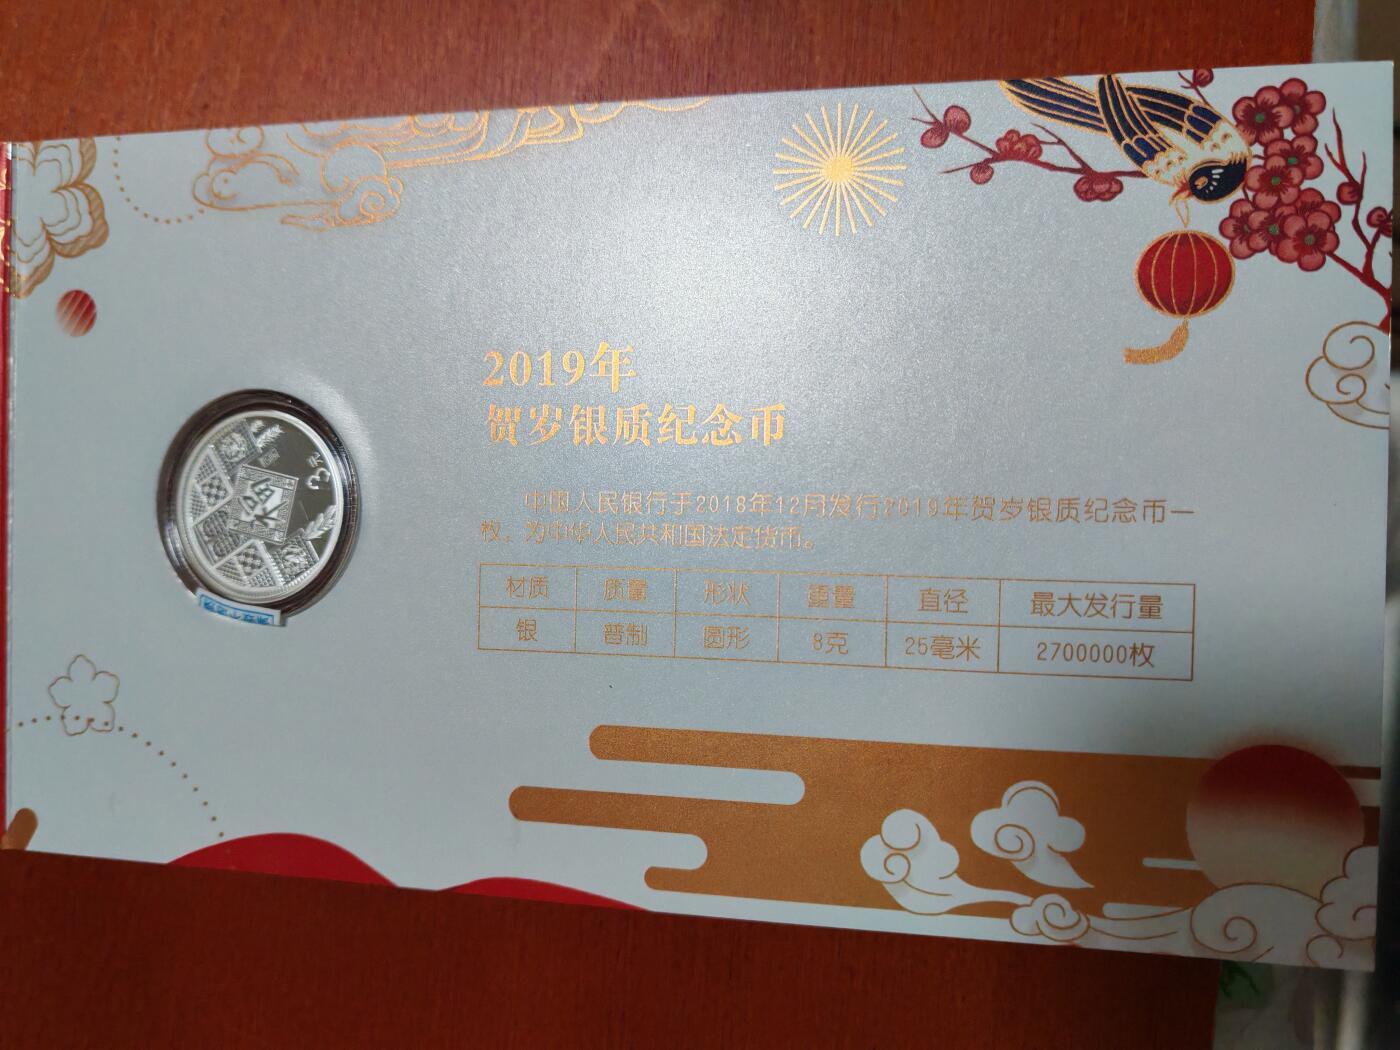 2019年
贺岁银质纪念币
中国人民银行于2018年12月发行2019年贺岁银质纪念币一
枚，为中华人民共和国法定货币。
材质 质量 形状 重量 直径 最大发行量
银 普制 圆形 8克 25毫米 2700000枚
3元
福